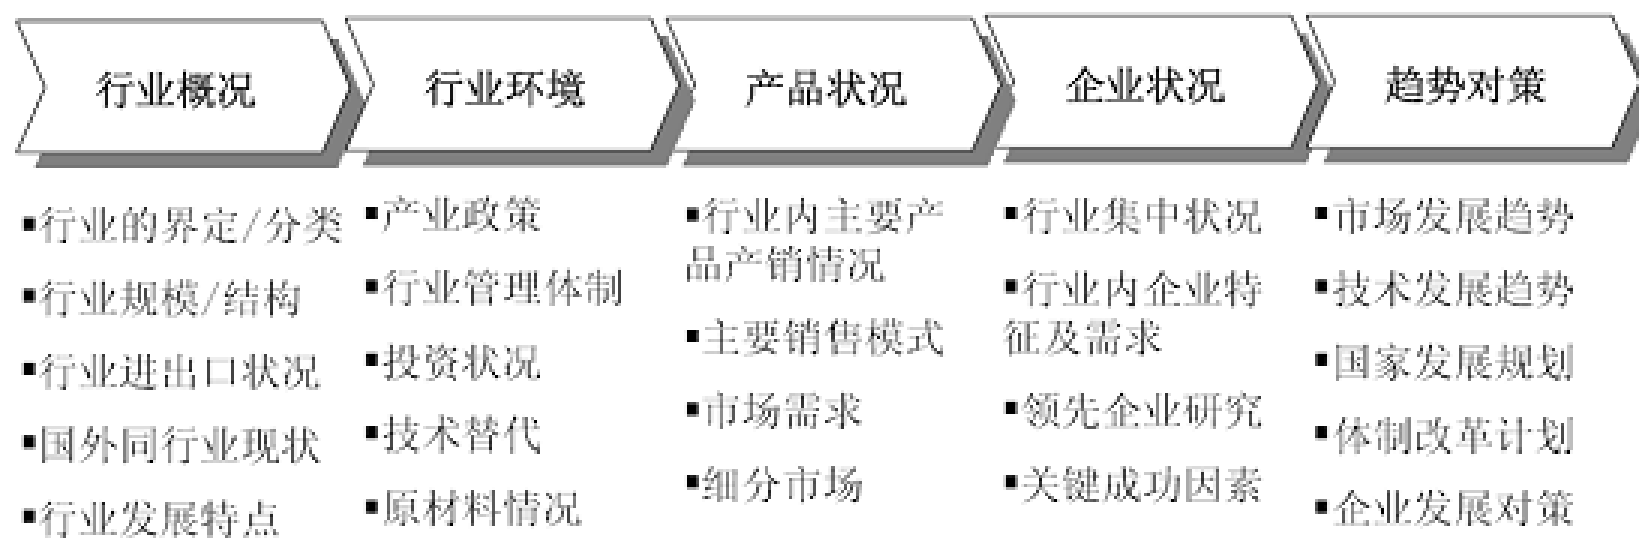 行业概况
行业环境
产品状况
企业状况
趋势对策
▪行业的界定/分类
▪行业规模/结构
▪行业进出口状况
▪国外同行业现状
▪行业发展特点
▪产业政策
▪行业管理体制
▪投资状况
▪技术替代
▪原材料情况
▪行业内主要产
品产销情况
▪主要销售模式
▪市场需求
▪细分市场
▪行业集中状况
▪行业内企业特
征及需求
▪领先企业研究
▪关键成功因素
▪市场发展趋势
▪技术发展趋势
▪国家发展规划
▪体制改革计划
▪企业发展对策